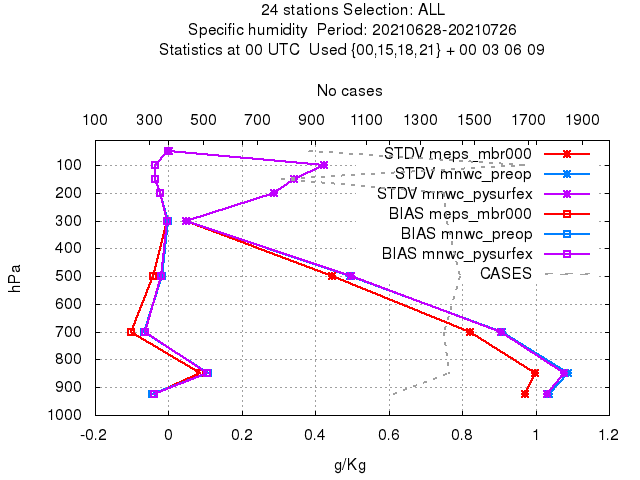 24 stations Selection: ALL
Specific humidity  Period: 20210628-20210726
Statistics at 00 UTC  Used {00,15,18,21} + 00 03 06 09
No cases
100 300 500 700 900 1100 1300 1500 1700 1900
STDV meps_mbr000
STDV mnwc_preop
STDV mnwc_pysurfex
BIAS meps_mbr000
BIAS mnwc_preop
BIAS mnwc_pysurfex
CASES
100
200
300
400
500
600
700
800
900
1000
hPa
-0.2 0 0.2 0.4 0.6 0.8 1 1.2
g/Kg